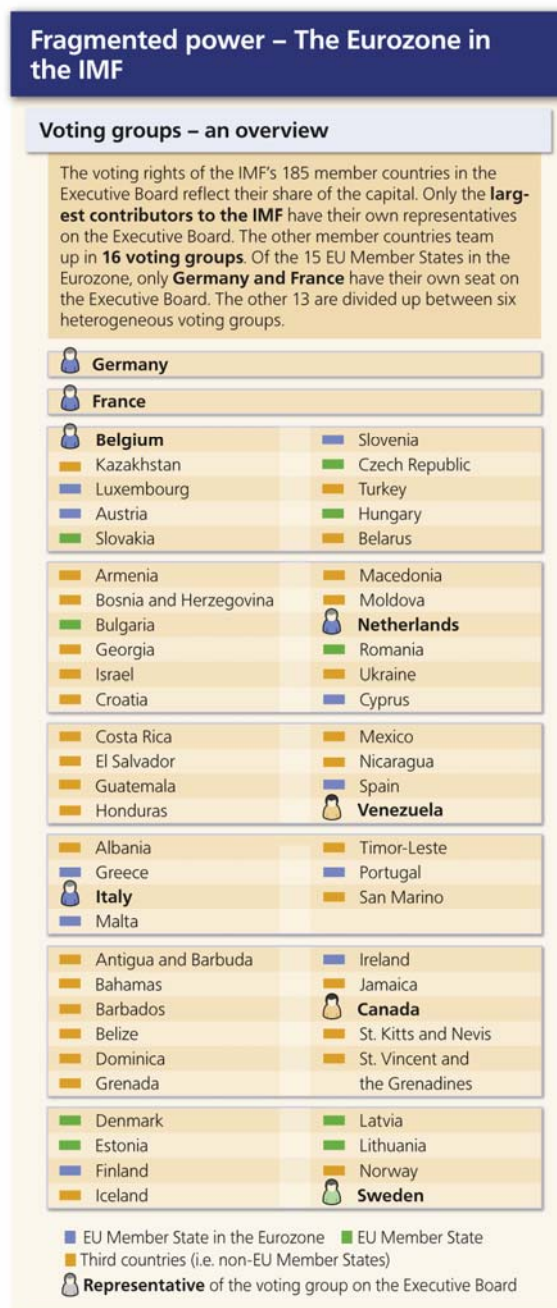 Fragmented power – The Eurozone in
the IMF
Voting groups – an overview
The voting rights of the IMF's 185 member countries in the
Executive Board reflect their share of the capital. Only the larg-
est contributors to the IMF have their own representatives
on the Executive Board. The other member countries team
up in 16 voting groups. Of the 15 EU Member States in the
Eurozone, only Germany and France have their own seat on
the Executive Board. The other 13 are divided up between six
heterogeneous voting groups.
Germany
France
Belgium
Kazakhstan
Luxembourg
Austria
Slovakia
Slovenia
Czech Republic
Turkey
Hungary
Belarus
Armenia
Bosnia and Herzegovina
Bulgaria
Georgia
Israel
Croatia
Macedonia
Moldova
Netherlands
Romania
Ukraine
Cyprus
Costa Rica
El Salvador
Guatemala
Honduras
Mexico
Nicaragua
Spain
Venezuela
Albania
Greece
Italy
Malta
Timor-Leste
Portugal
San Marino
Antigua and Barbuda
Bahamas
Barbados
Belize
Dominica
Grenada
Ireland
Jamaica
Canada
St. Kitts and Nevis
St. Vincent and
the Grenadines
Denmark
Estonia
Finland
Iceland
Latvia
Lithuania
Norway
Sweden
EU Member State in the Eurozone EU Member State
Third countries (i.e. non-EU Member States)
Representative of the voting group on the Executive Board